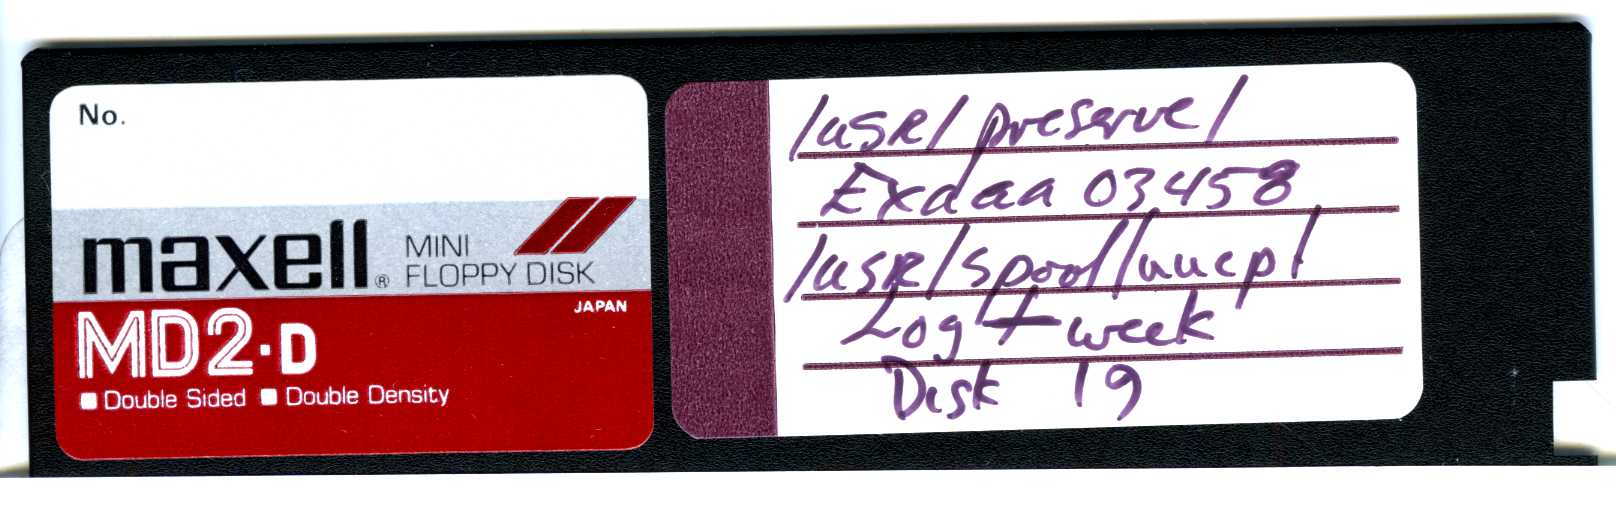 No.
maxell®
MINI
FLOPPY DISK
JAPAN
MD2-D
Double Sided Double Density
/usr/preserve/
Exdaa 03458
/usr/spool/uucp/
Log + week
Disk 19